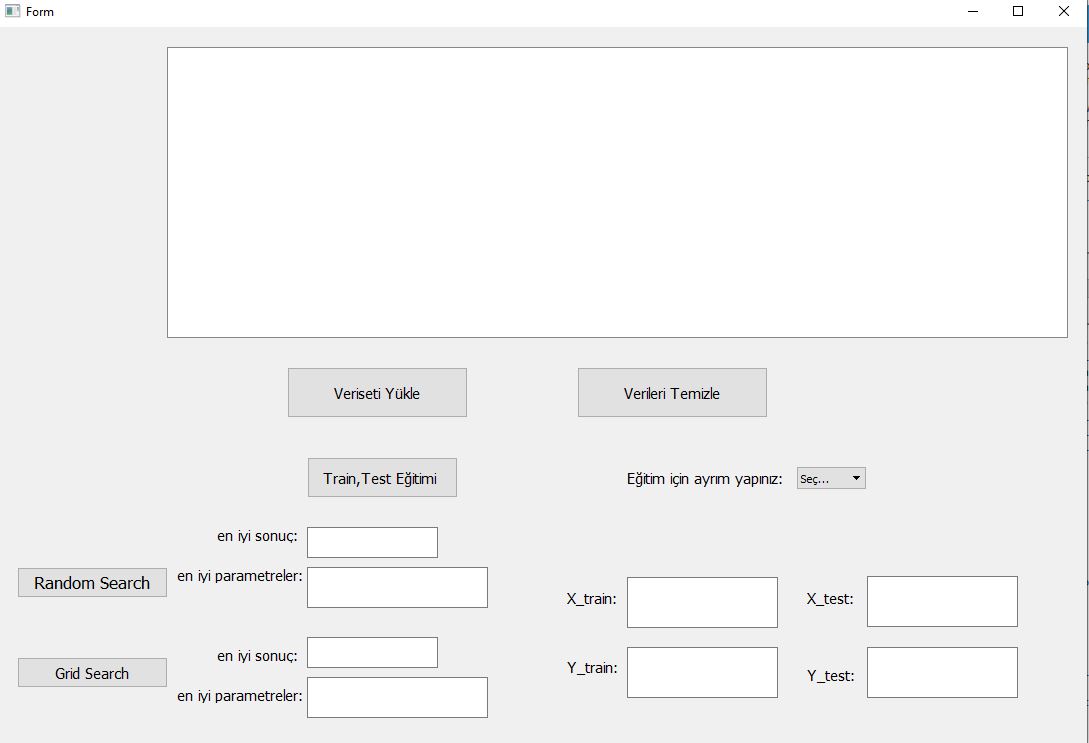 Form
Veriseti Yükle
Verileri Temizle
Train,Test Eğitimi
Eğitim için ayrım yapınız:
Seç...
en iyi sonuç:
Random Search
en iyi parametreler:
X_train:
X_test:
en iyi sonuç:
Grid Search
en iyi parametreler:
Y_train:
Y_test: